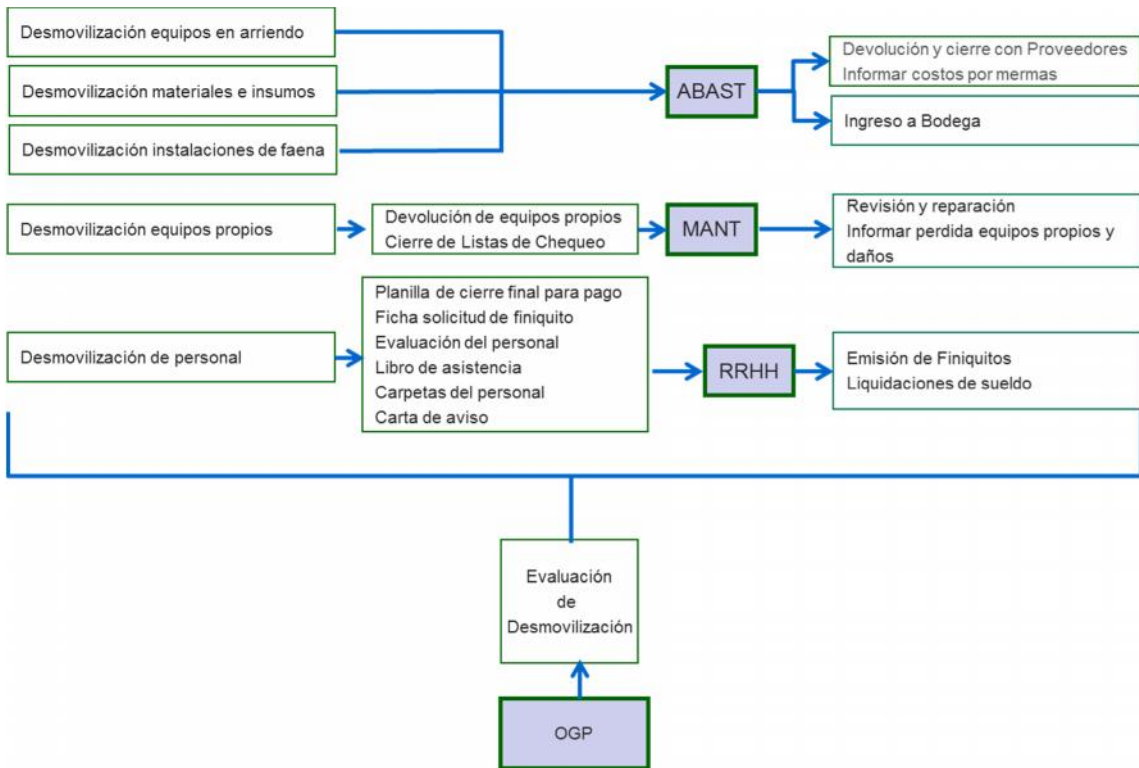 Desmovilización equipos en arriendo
Desmovilización materiales e insumos
Desmovilización instalaciones de faena
ABAST
Devolución y cierre con Proveedores
Informar costos por mermas
Ingreso a Bodega
Desmovilización equipos propios
Devolución de equipos propios
Cierre de Listas de Chequeo
MANT
Revisión y reparación
Informar perdida equipos propios y
daños
Desmovilización de personal
Planilla de cierre final para pago
Ficha solicitud de finiquito
Evaluación del personal
Libro de asistencia
Carpetas del personal
Carta de aviso
RRHH
Emisión de Finiquitos
Liquidaciones de sueldo
Evaluación
de
Desmovilización
OGP